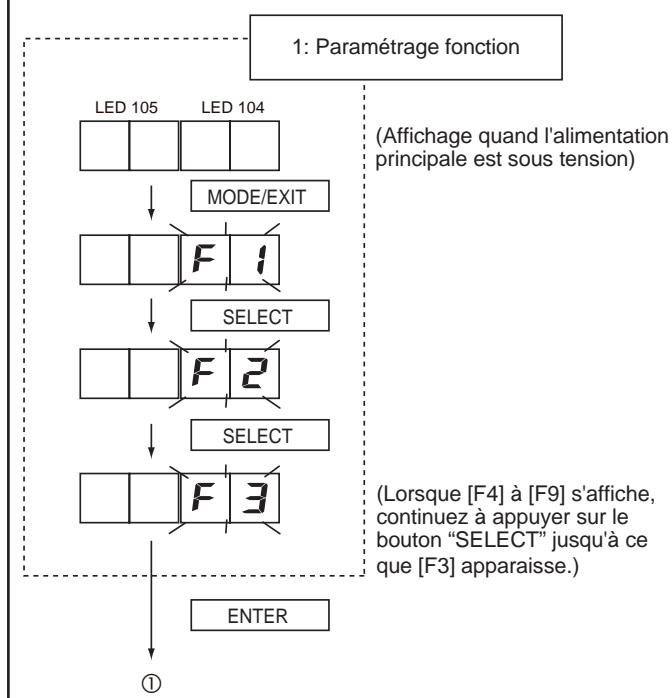 1: Paramétrage fonction
LED 105 LED 104
(Affichage quand l'alimentation
principale est sous tension)
MODE/EXIT
F 1
SELECT
F 2
SELECT
F 3
(Lorsque [F4] à [F9] s'affiche,
continuez à appuyer sur le
bouton “SELECT” jusqu'à ce
que [F3] apparaisse.)
ENTER
①